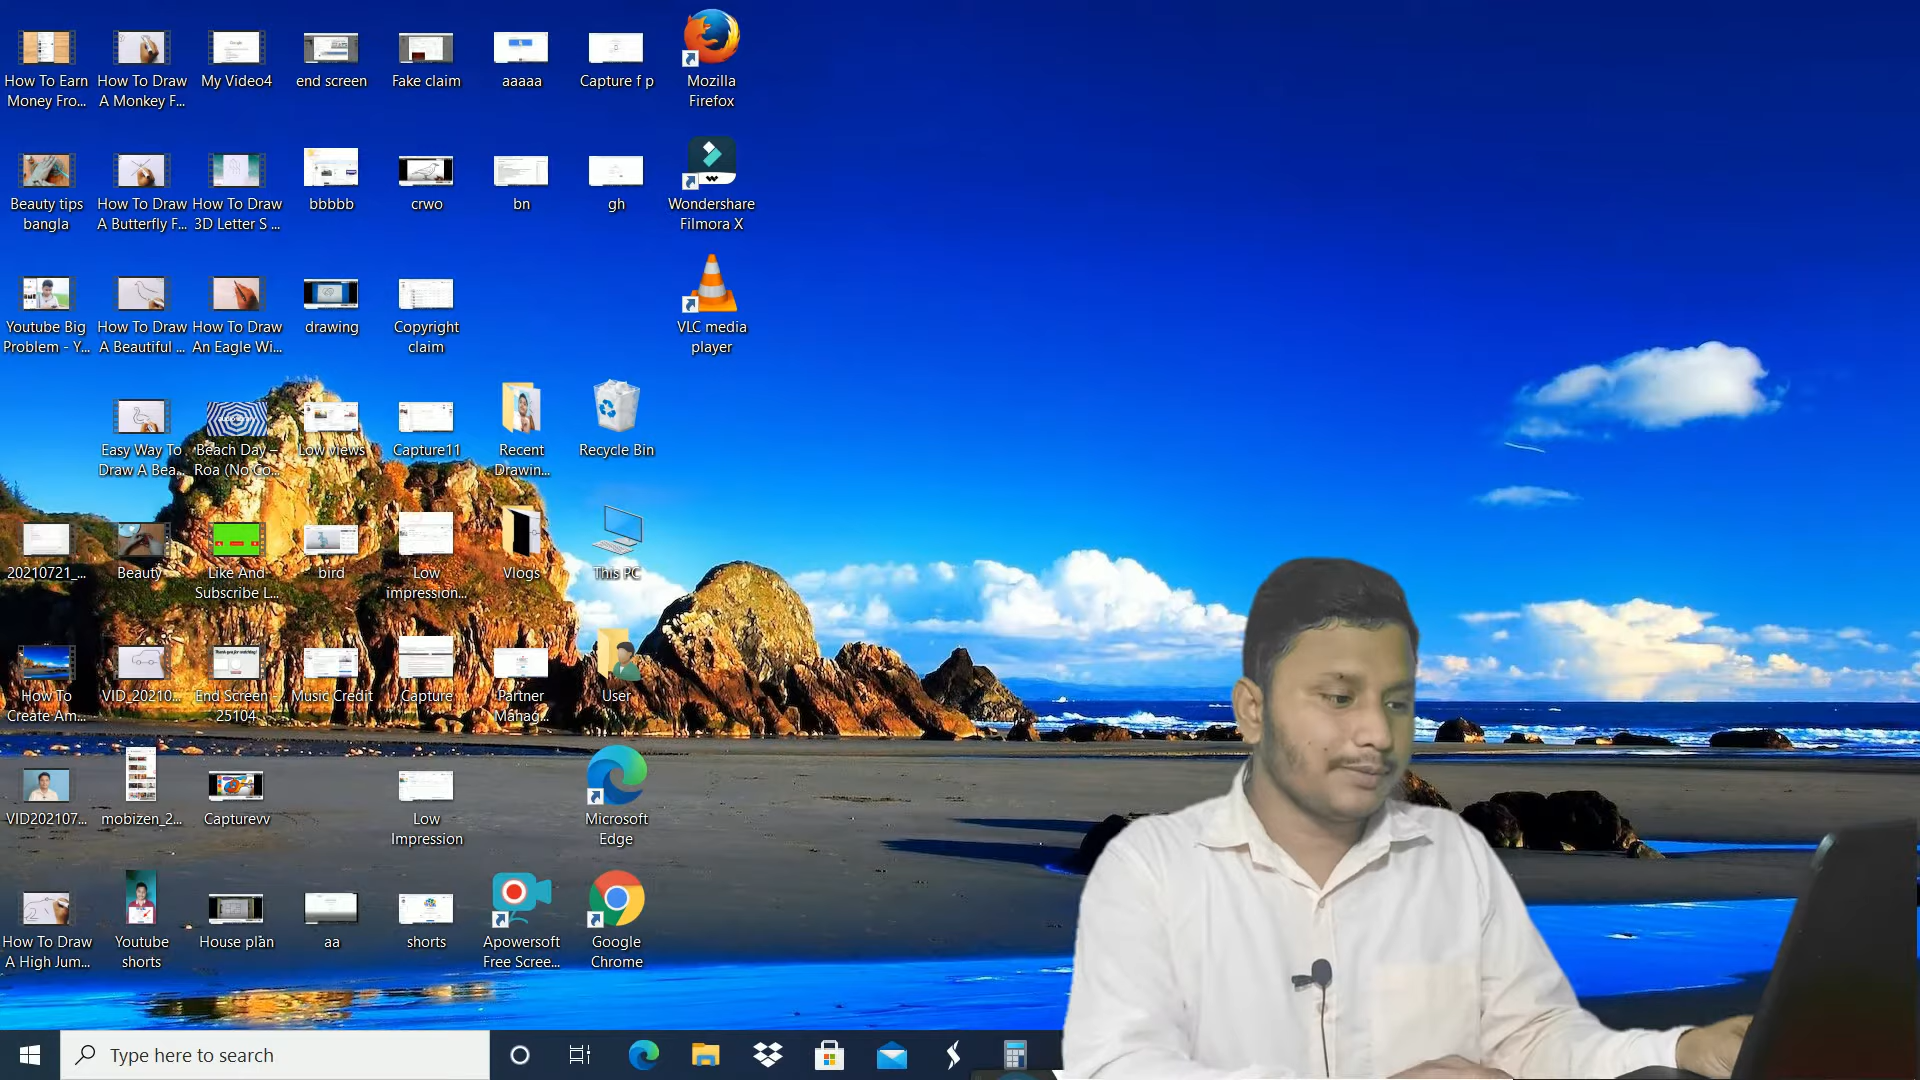 How To Earn
Money Fro...
How To Draw
A Monkey F...
My Video4
end screen
Fake claim
aaaaa
Capture f p
Mozilla
Firefox
Beauty tips
bangla
How To Draw
A Butterfly F...
How To Draw
3D Letter S ...
bbbbb
crwo
bn
gh
Wondershare
Filmora X
Youtube Big
Problem - Y...
How To Draw
A Beautiful ...
How To Draw
An Eagle Wi...
drawing
Copyright
claim
VLC media
player
Easy Way To
Draw A Bea...
Beach Day –
Roa (No Co...
Low views
Capture11
Recent
Drawin...
Recycle Bin
20210721_...
Beauty
Like And
Subscribe L...
bird
Low
impression...
Vlogs
This PC
How To
Create Am...
VID_20210...
End Screen -
25104
Music Credit
Capture
Partner
Manag...
User
VID202107...
mobizen_2...
Capturevv
Low
Impression
Microsoft
Edge
How To Draw
A High Jum...
Youtube
shorts
House plan
aa
shorts
Apowersoft
Free Scree...
Google
Chrome
Type here to search